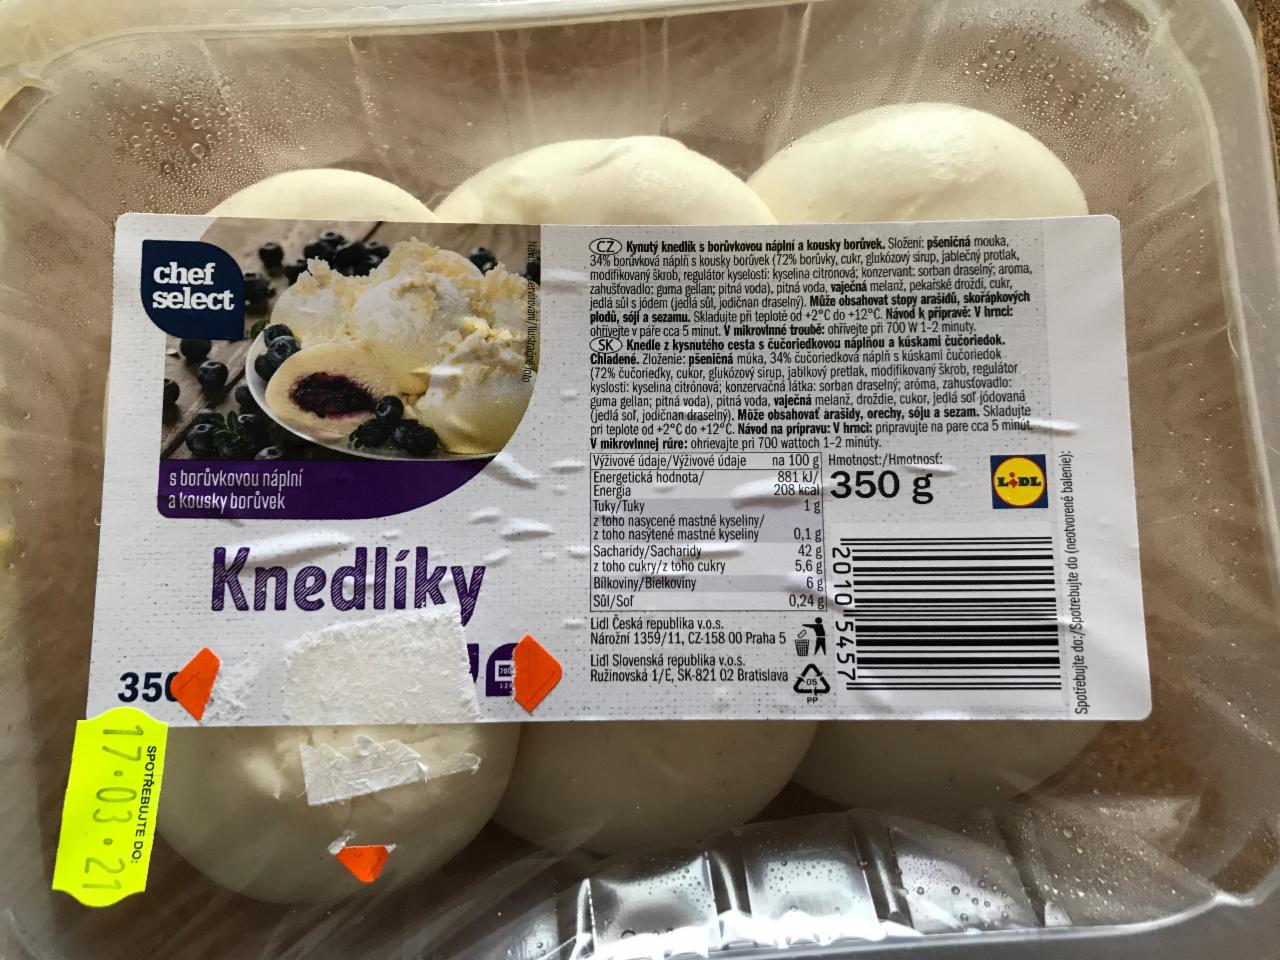 chef
select
s borůvkovou náplní
a kousky borůvek
Knedlíky
350
SPOTŘEBUJTE DO:
17.03.21
CZ Kynutý knedlík s borůvkovou náplní a kousky borůvek. Složení: pšeničná mouka,
34% borůvková náplň s kousky borůvek (72% borůvky, cukr, glukózový sirup, jablečný protlak,
modifikovaný škrob, regulátor kyselosti: kyselina citronová; konzervant: sorban draselný; aroma,
zahušťovadlo: guma gellan; pitná voda), pitná voda, vaječná melanž, pekařské droždí, cukr,
jedlá sůl s jódem (jedlá sůl, jodičnan draselný). Může obsahovat stopy arašídů, skořápkových
plodů, sóji a sezamu. Skladujte při teplotě od +2°C do +12°C. Návod k přípravě: V hrnci:
ohřívejte v páře cca 5 minut. V mikrovlnné troubě: ohřívejte při 700 W 1-2 minuty.
SK Knedle z kysnutého cesta s čučoriedkovou náplňou a kúskami čučoriedok.
Chladené. Zloženie: pšeničná múka, 34% čučoriedková náplň s kúskami čučoriedok
(72% čučoriedky, cukor, glukózový sirup, jablkový pretlak, modifikovaný škrob, regulátor
kyslosti: kyselina citrónová; konzervačná látka: sorban draselný; aróma, zahusťovadlo:
guma gellan; pitná voda), pitná voda, vaječná melanž, droždie, cukor, jedlá soľ jódovaná
(jedlá soľ, jodičnan draselný). Môže obsahovať arašidy, orechy, sóju a sezam. Skladujte
pri teplote od +2°C do +12°C. Návod na prípravu: V hrnci: pripravujte na pare cca 5 minút.
V mikrovlnnej rúre: ohrievajte pri 700 wattoch 1-2 minúty.
Výživové údaje/Výživové údaje na 100 g
Energetická hodnota/ 881 kJ/
Energia 208 kcal
Tuky/Tuky 1 g
z toho nasycené mastné kyseliny/
z toho nasýtené mastné kyseliny 0,1 g
Sacharidy/Sacharidy 42 g
z toho cukry/z toho cukry 5,6 g
Bílkoviny/Bielkoviny 6 g
Sůl/Soľ 0,24 g
Hmotnost:/Hmotnosť:
350 g
LIDL
20105457
Lidl Česká republika v.o.s.
Nárožní 1359/11, CZ-158 00 Praha 5
Lidl Slovenská republika v.o.s.
Ružinovská 1/E, SK-821 02 Bratislava
05
PP
Spotřebujte do:/Spotrebujte do (neotvorené balenie):